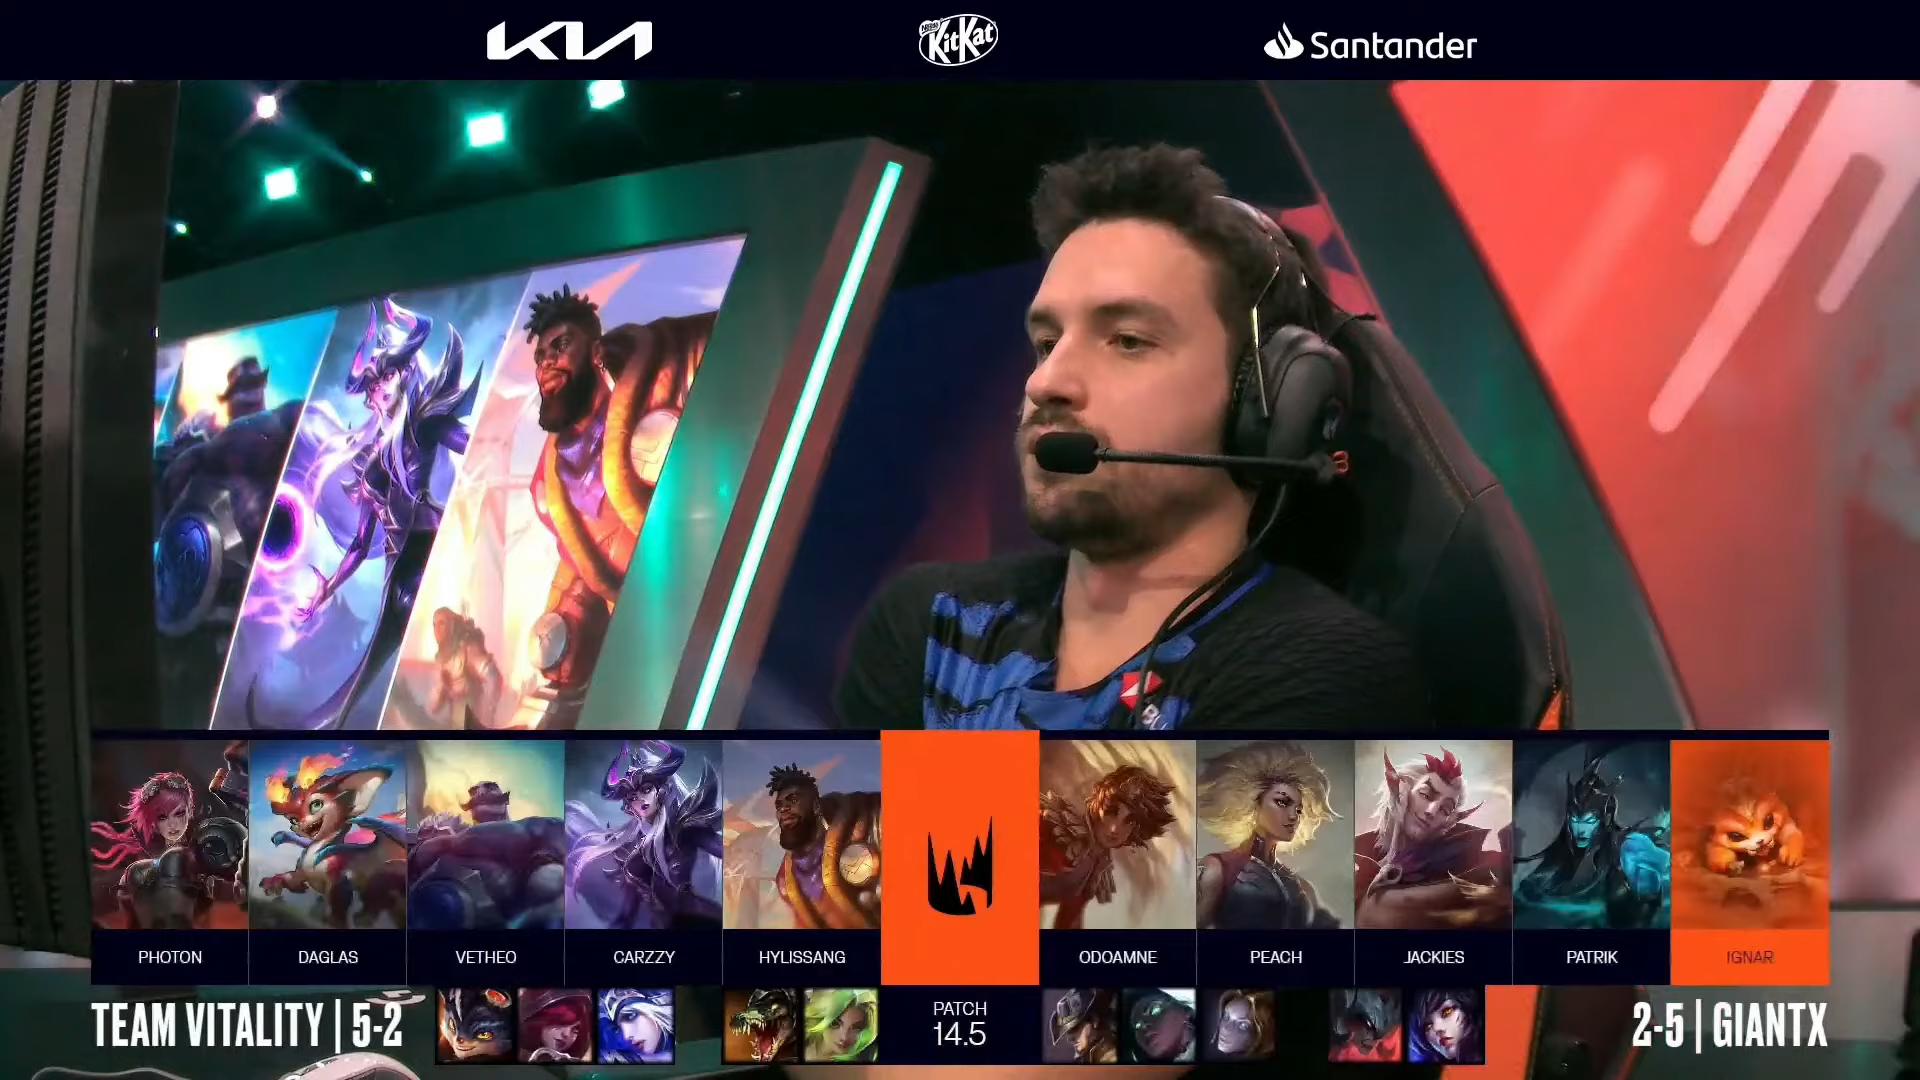 KIA
Nestlé KitKat
Santander
PHOTON
DAGLAS
VETHEO
CARZZY
HYLISSANG
ODOAMNE
PEACH
JACKIES
PATRIK
IGNAR
TEAM VITALITY | 5-2
PATCH
14.5
2-5 | GIANTX